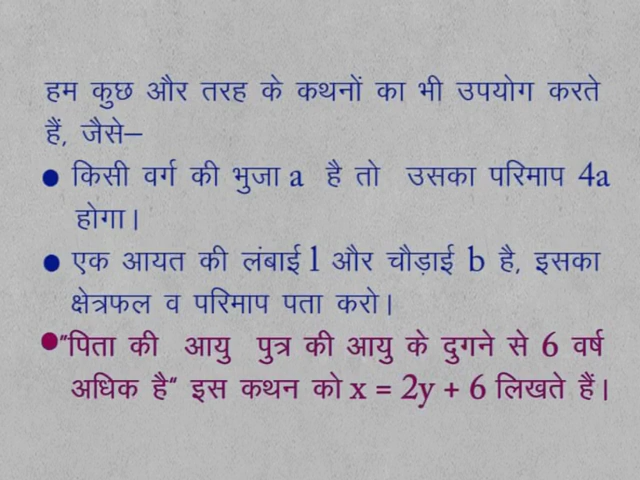 हम कुछ और तरह के कथनों का भी उपयोग करते
हैं, जैसे–
• किसी वर्ग की भुजा a है तो उसका परिमाप 4a
होगा।
• एक आयत की लंबाई l और चौड़ाई b है, इसका
क्षेत्रफल व परिमाप पता करो।
• "पिता की आयु पुत्र की आयु के दुगने से 6 वर्ष
अधिक है" इस कथन को x = 2y + 6 लिखते हैं।